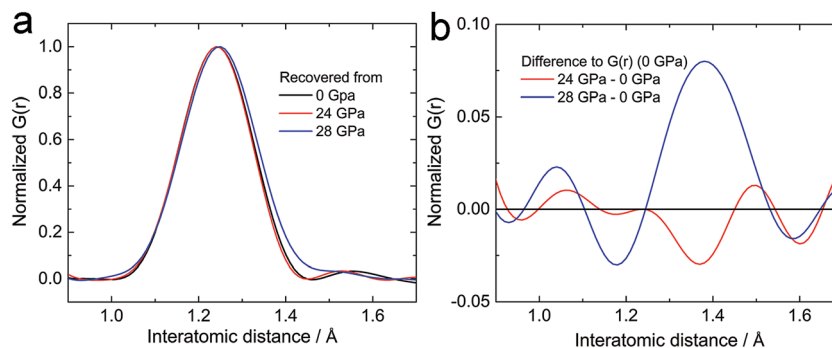 a
Normalized G(r)
1.0
0.8
0.6
0.4
0.2
0.0
Recovered from
0 Gpa
24 GPa
28 GPa
1.0 1.2 1.4 1.6
Interatomic distance / Å
b
Normalized G(r)
0.10
0.05
0.00
-0.05
Difference to G(r) (0 GPa)
24 GPa - 0 GPa
28 GPa - 0 GPa
1.0 1.2 1.4 1.6
Interatomic distance / Å